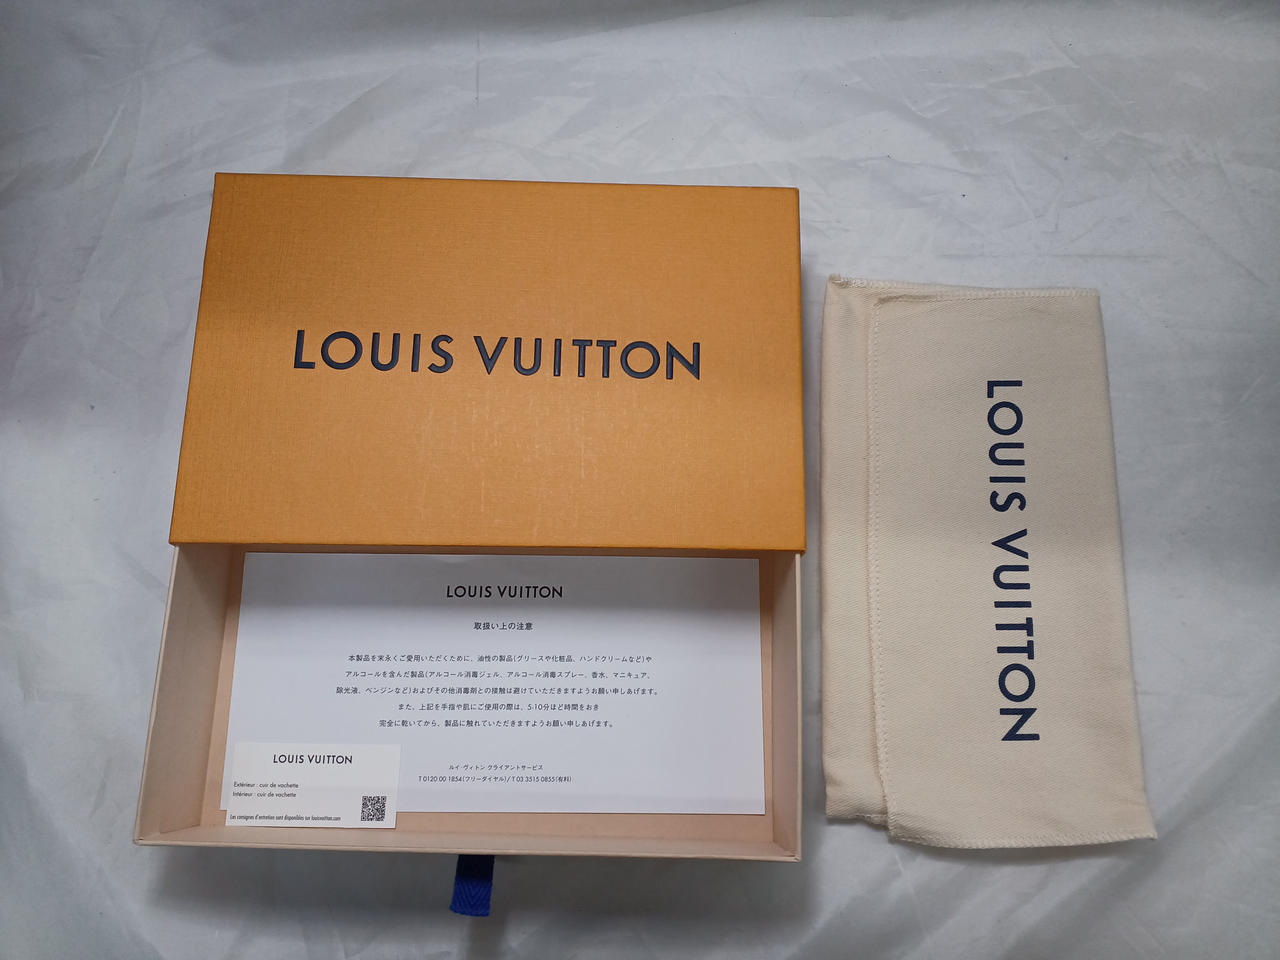 LOUIS VUITTON
LOUIS VUITTON
取扱い上の注意
本製品を末永くご愛用いただくために、油性の製品(グリースや化粧品、ハンドクリームなど)や
アルコールを含んだ製品(アルコール消毒ジェル、アルコール消毒スプレー、香水、マニキュア、
除光液、ベンジンなど)およびその他消毒剤との接触は避けていただきますようお願い申しあげます。
また、上記を手指や肌にご使用の際は、5-10分ほど時間をおき
完全に乾いてから、製品に触れていただきますようお願い申しあげます。
ルイ·ヴィトン クライアントサービス
T 0120 00 1854(フリーダイヤル)/ T 03 3515 0855(有料)
LOUIS VUITTON
Extérieur : cuir de vachette
Intérieur : cuir de vachette
Les consignes d'entretien sont disponibles sur louisvuitton.com
LOUIS VUITTON